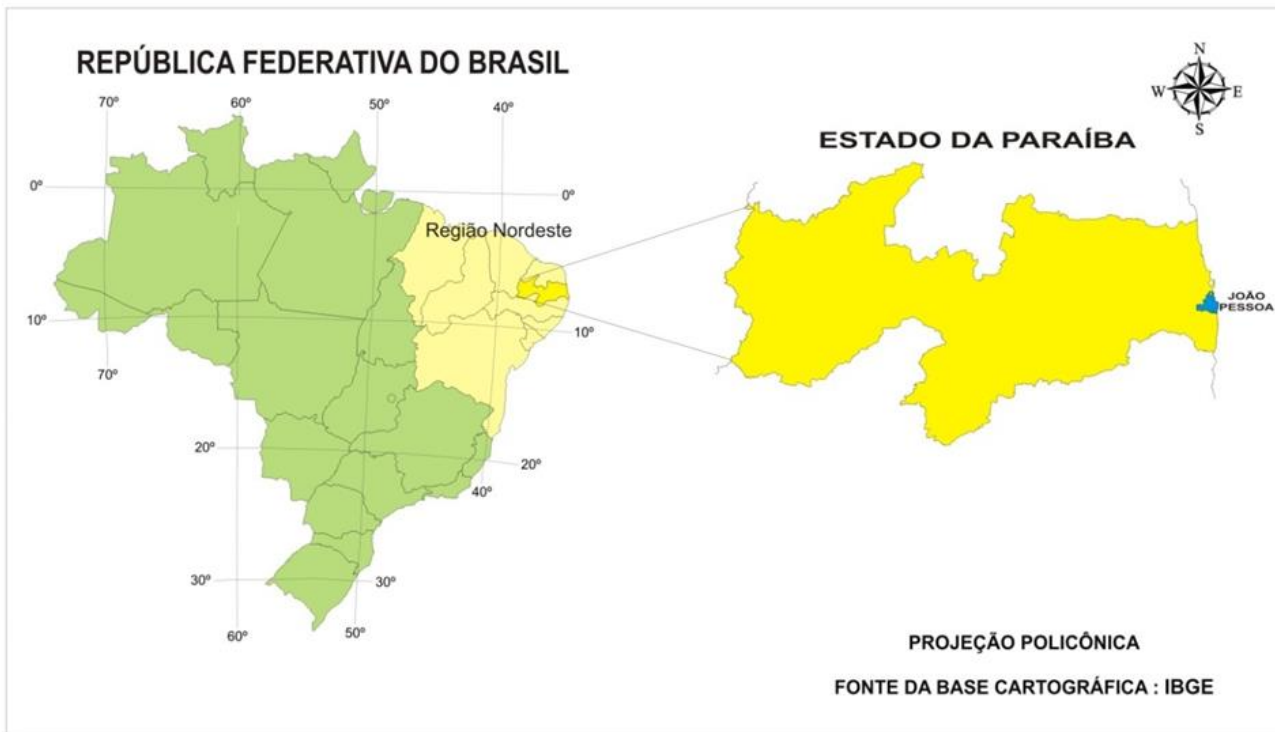 REPÚBLICA FEDERATIVA DO BRASIL
70º
60º
50º
40º
0º
0º
Região Nordeste
10º
10º
70º
20º
20º
40º
30º
30º
60º
50º
N
W
E
S
ESTADO DA PARAÍBA
JOÃO
PESSOA
PROJEÇÃO POLICÔNICA
FONTE DA BASE CARTOGRÁFICA : IBGE